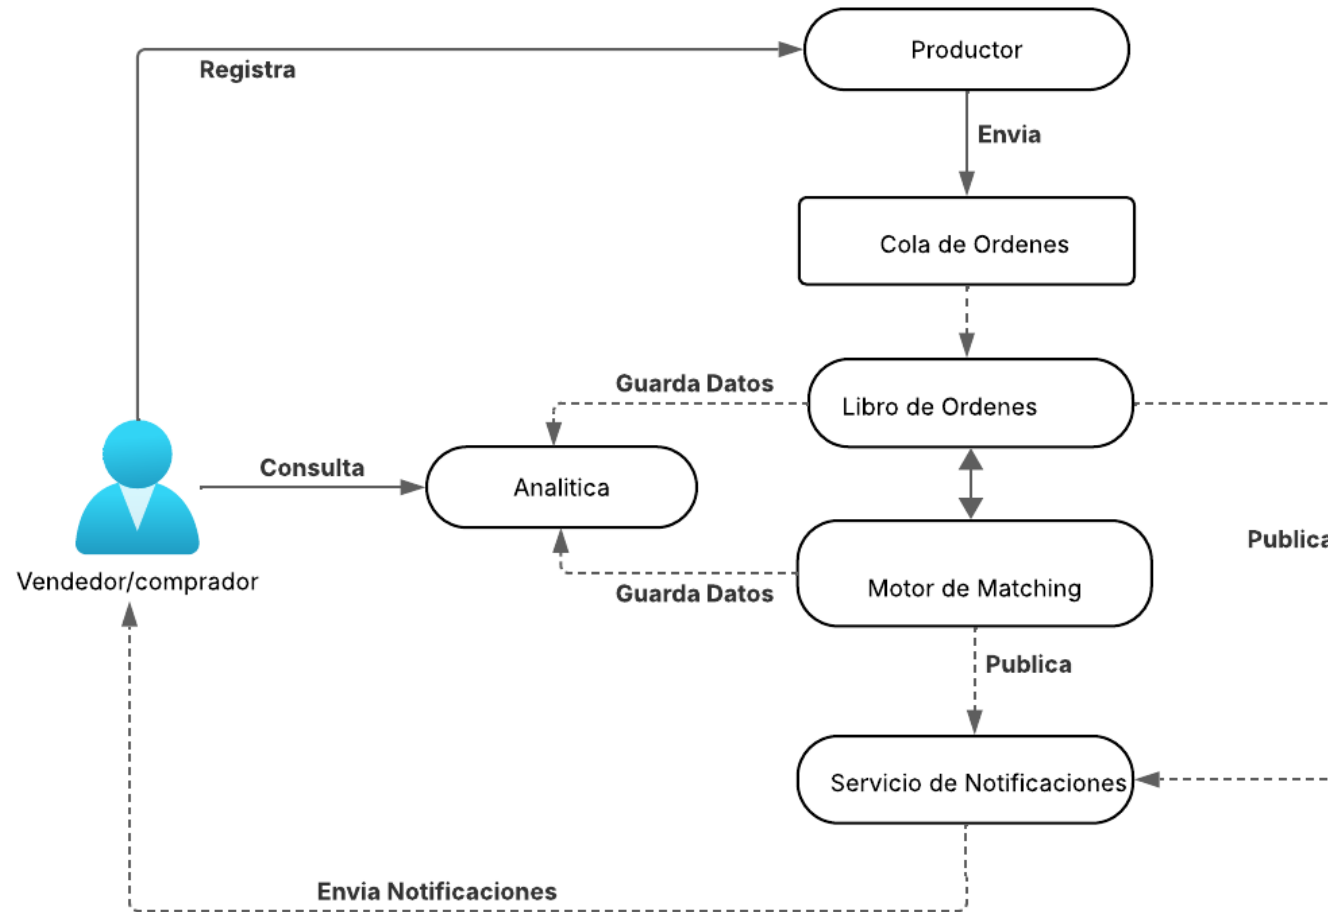 Productor
Registra
Envia
Cola de Ordenes
Guarda Datos
Libro de Ordenes
Consulta
Analitica
Publica
Vendedor/comprador
Guarda Datos
Motor de Matching
Publica
Servicio de Notificaciones
Envia Notificaciones